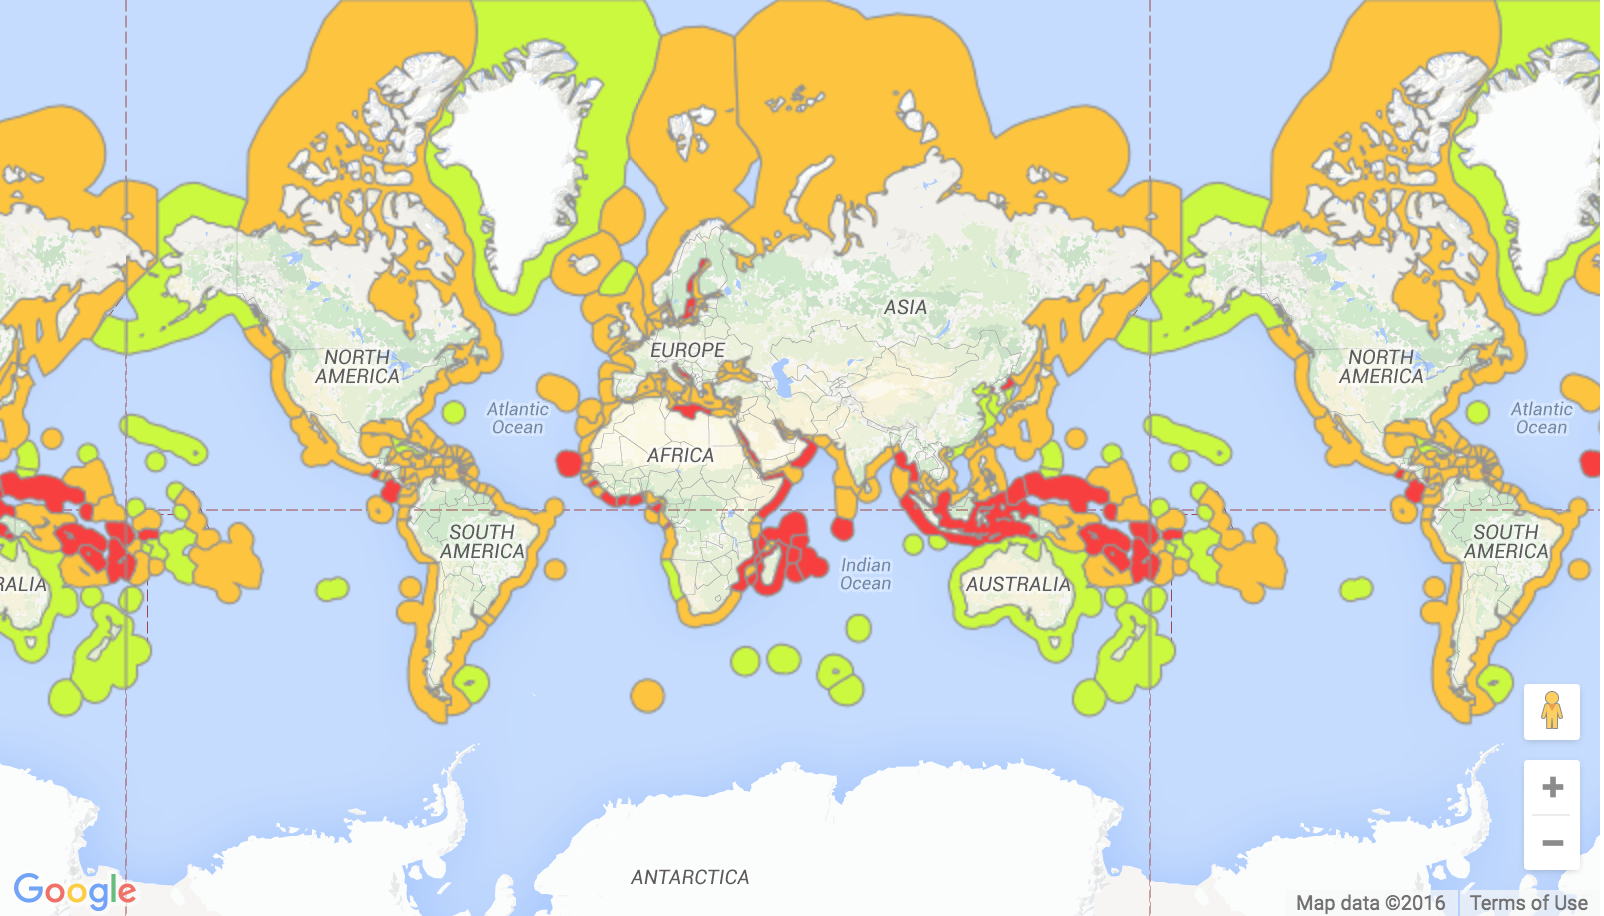 ASIA
EUROPE
NORTH
AMERICA
NORTH
AMERICA
Atlantic
Ocean
Atlantic
Ocean
AFRICA
SOUTH
AMERICA
SOUTH
AMERICA
Indian
Ocean
RALIA
AUSTRALIA
ANTARCTICA
Google
Map data ©2016
Terms of Use